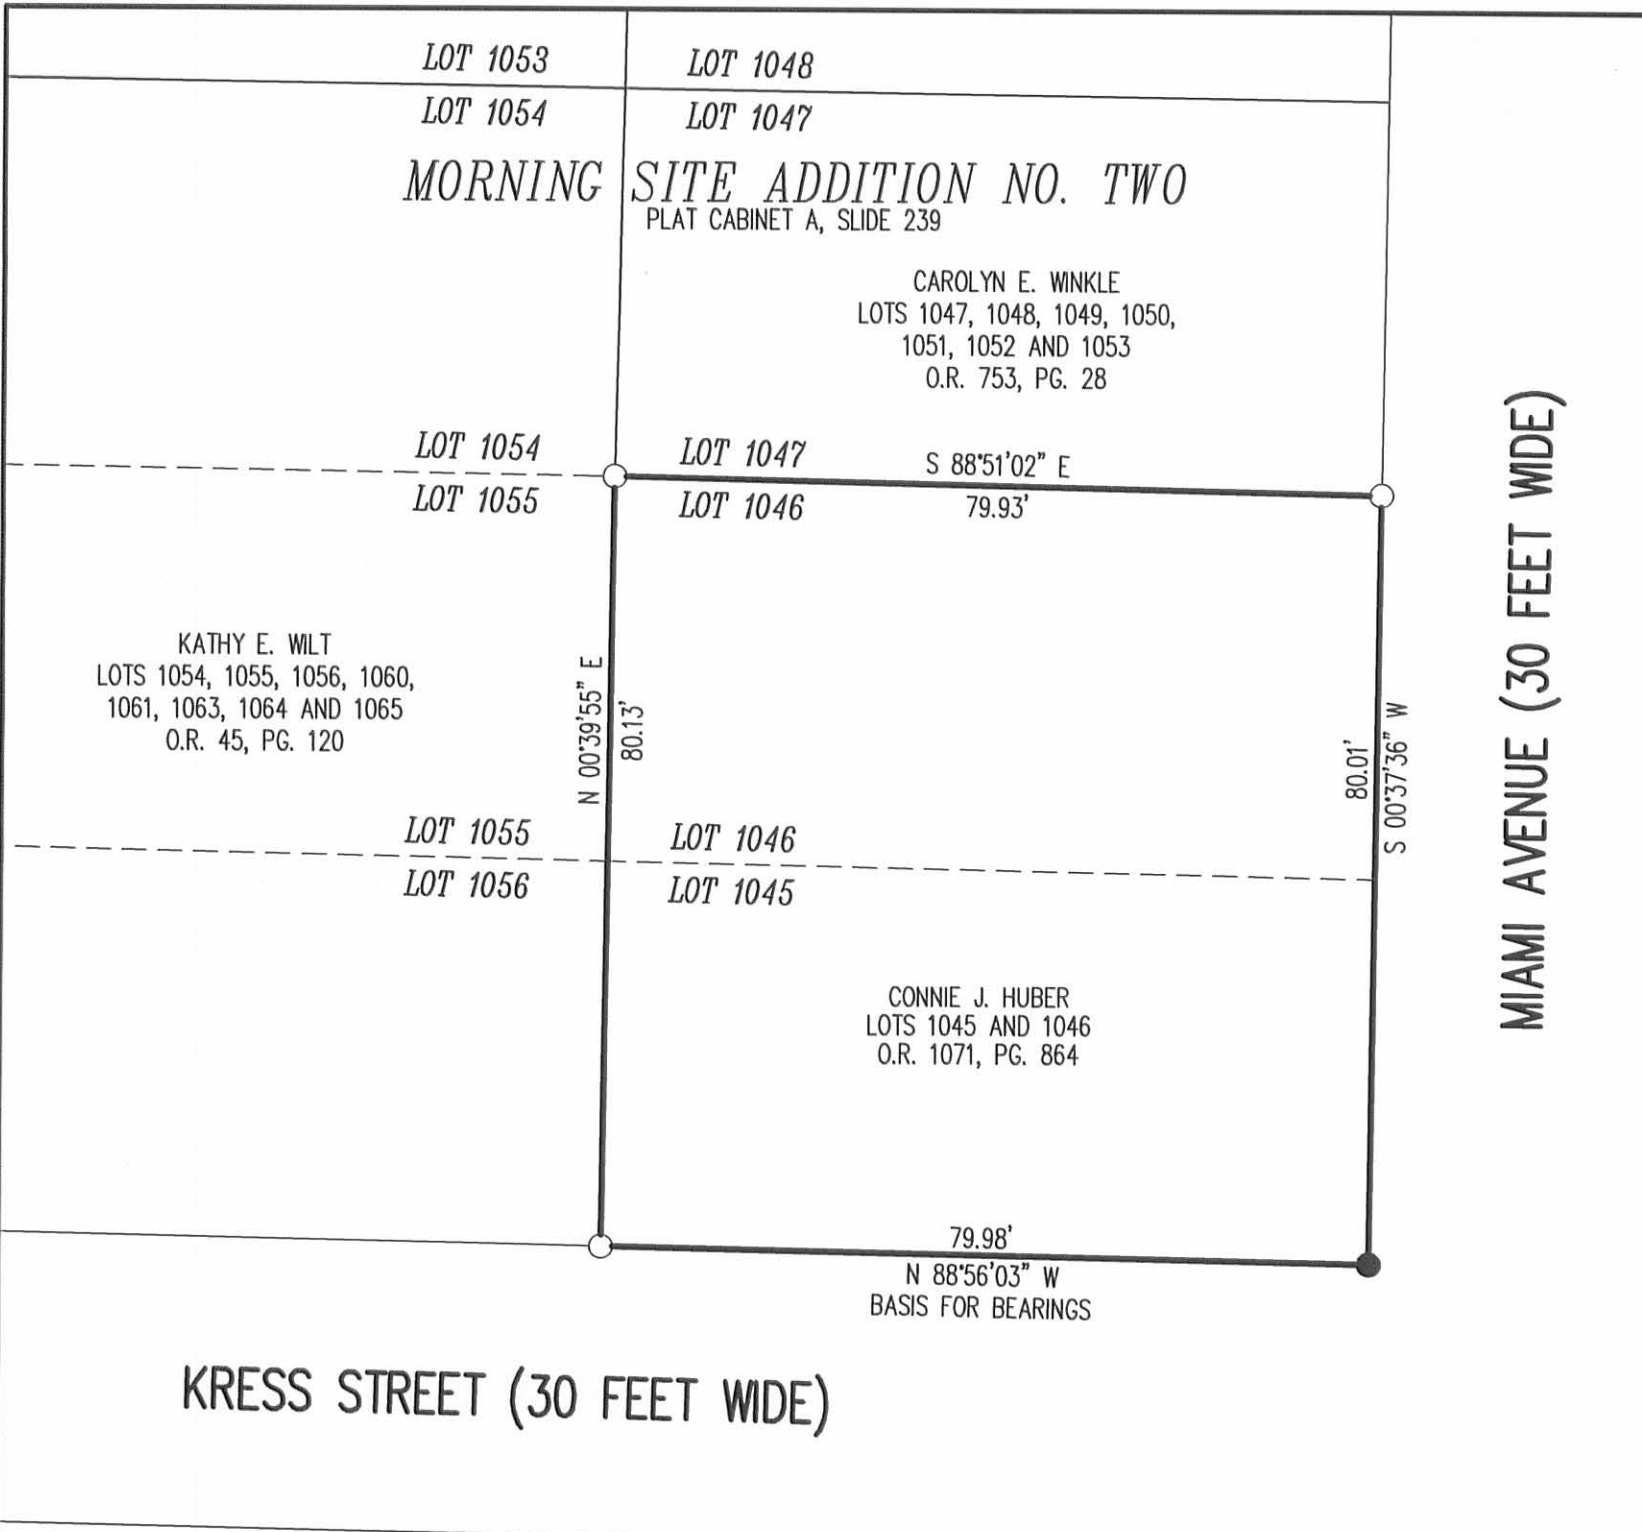 LOT 1053
LOT 1048
LOT 1054
LOT 1047
MORNING SITE ADDITION NO. TWO
PLAT CABINET A, SLIDE 239
CAROLYN E. WINKLE
LOTS 1047, 1048, 1049, 1050,
1051, 1052 AND 1053
O.R. 753, PG. 28
LOT 1054
LOT 1047
S 88°51'02" E
LOT 1055
LOT 1046
79.93'
KATHY E. WILT
LOTS 1054, 1055, 1056, 1060,
1061, 1063, 1064 AND 1065
O.R. 45, PG. 120
N 00°39'55" E
80.13'
80.01'
S 00°37'36" W
MIAMI AVENUE (30 FEET WIDE)
LOT 1055
LOT 1046
LOT 1056
LOT 1045
CONNIE J. HUBER
LOTS 1045 AND 1046
O.R. 1071, PG. 864
79.98'
N 88°56'03" W
BASIS FOR BEARINGS
KRESS STREET (30 FEET WIDE)